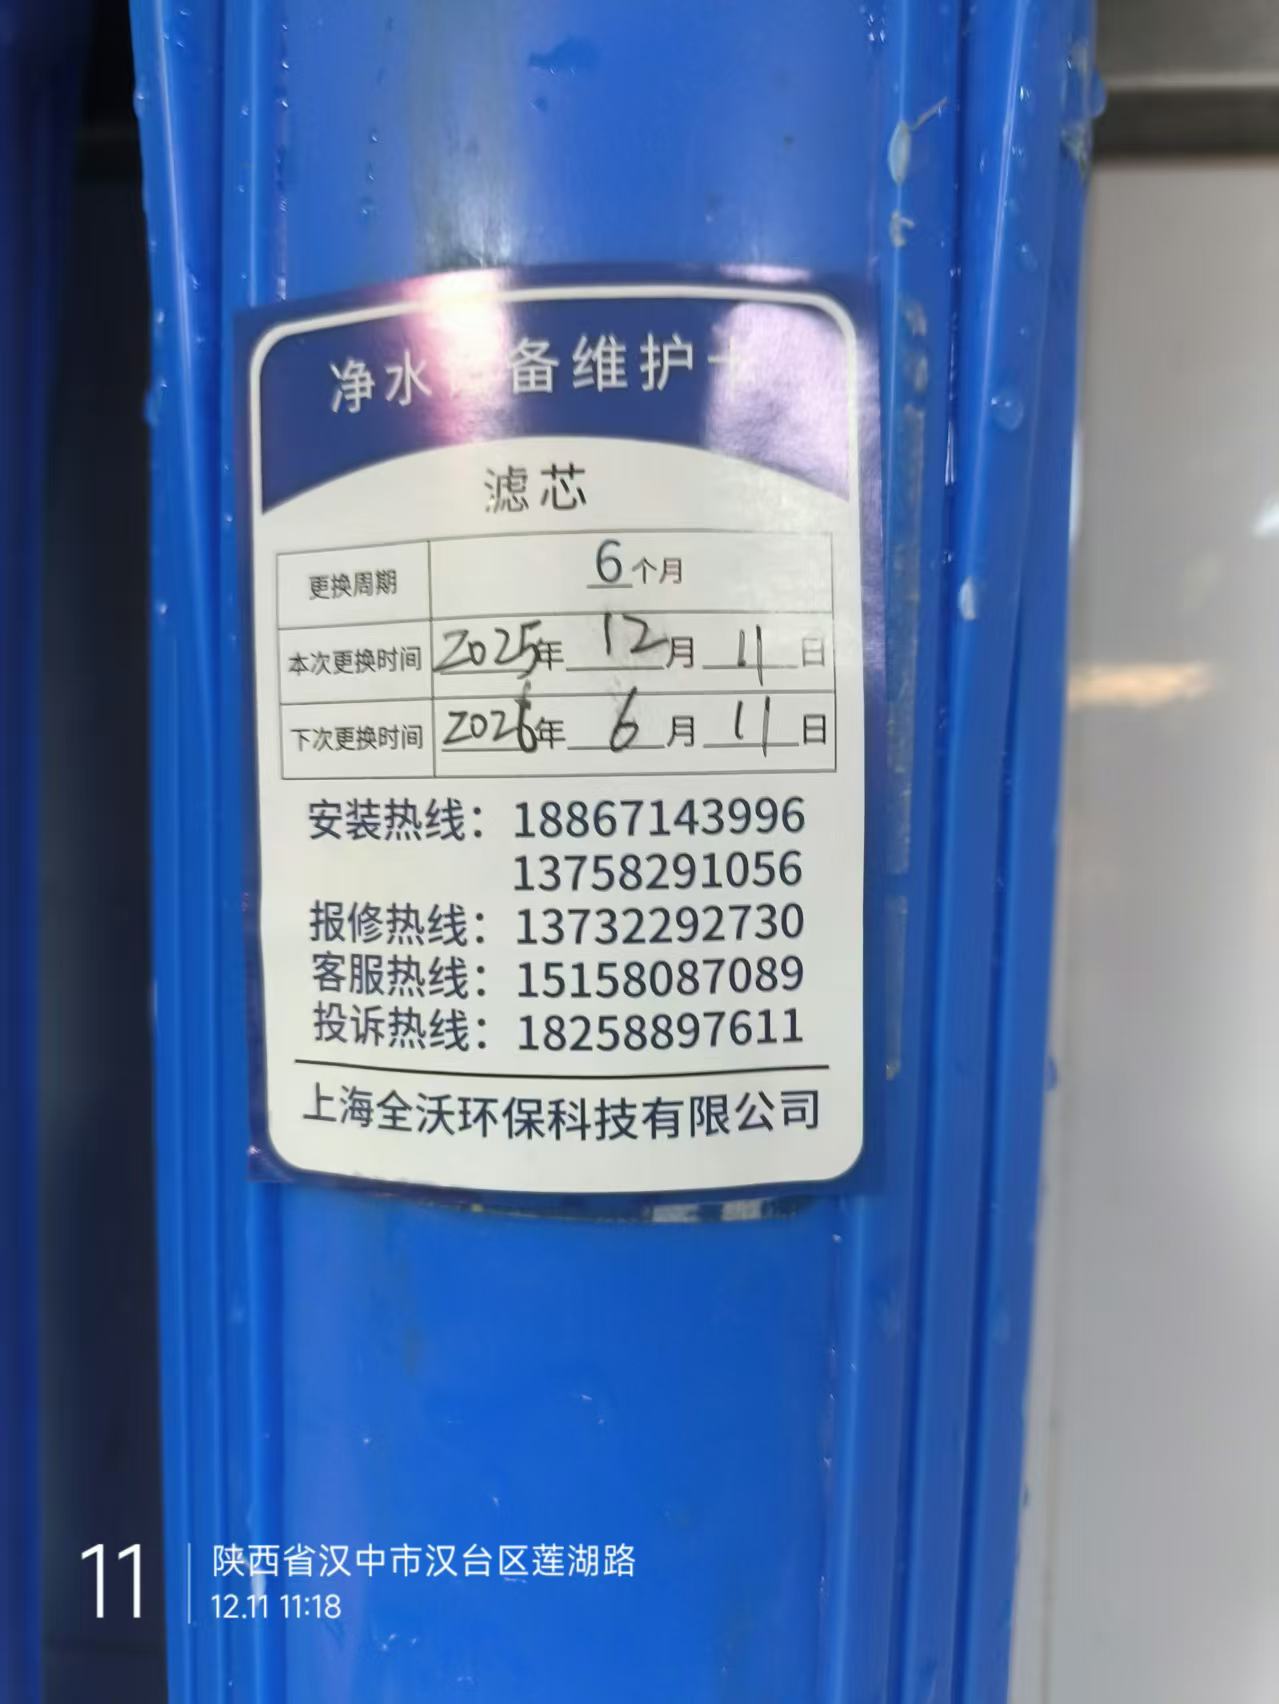 净水 备维护卡
滤芯
更换周期 6个月
本次更换时间 2025年12月11日
下次更换时间 2026年6月11日
安装热线：18867143996
13758291056
报修热线：13732292730
客服热线：15158087089
投诉热线：18258897611
上海全沃环保科技有限公司
11
陕西省汉中市汉台区莲湖路
12.11 11:18